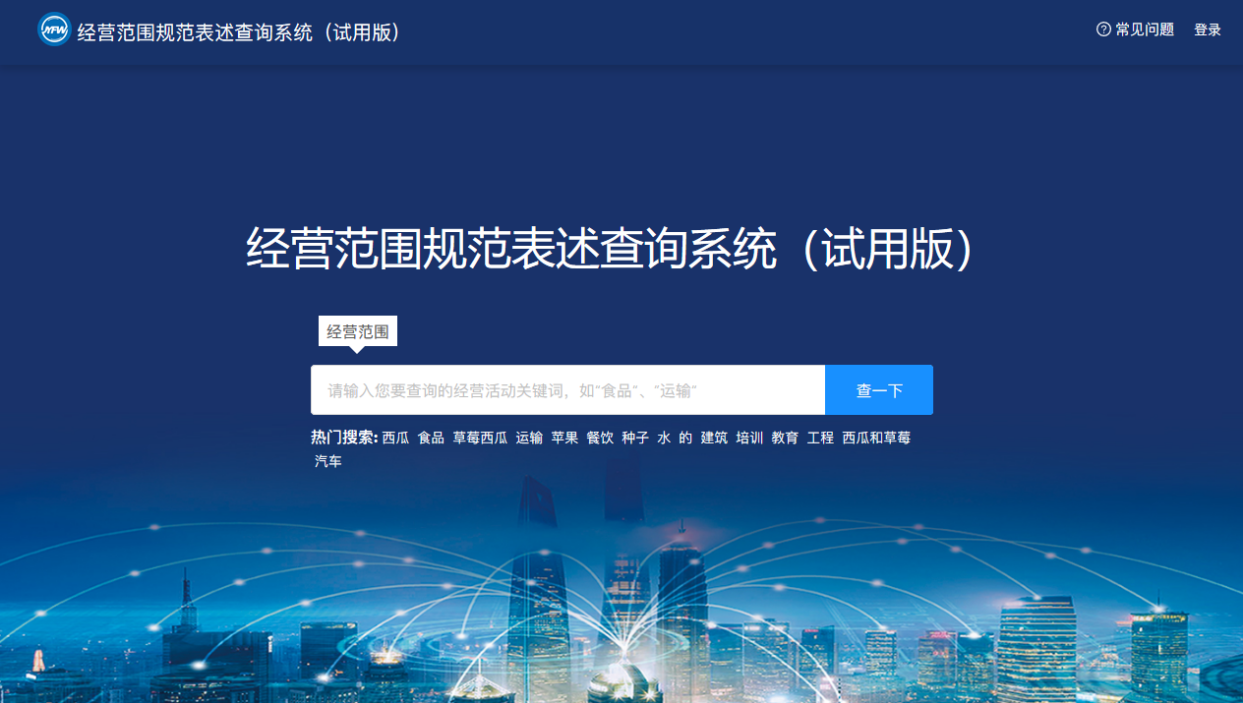 JYFW 经营范围规范表述查询系统（试用版） 常见问题 登录
经营范围规范表述查询系统（试用版）
经营范围
请输入您要查询的经营活动关键词，如“食品”、“运输” 查一下
热门搜索: 西瓜 食品 草莓西瓜 运输 苹果 餐饮 种子 水 的 建筑 培训 教育 工程 西瓜和草莓
汽车